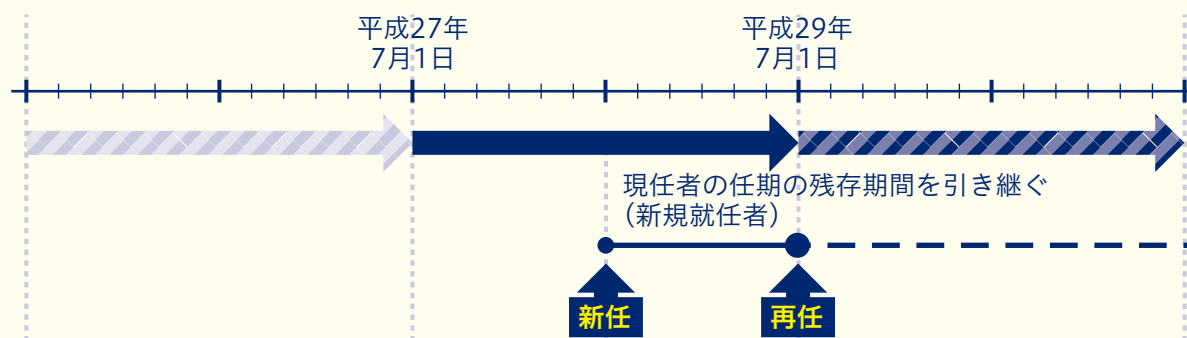 平成27年
7月1日
平成29年
7月1日
現任者の任期の残存期間を引き継ぐ
（新規就任者）
新任
再任